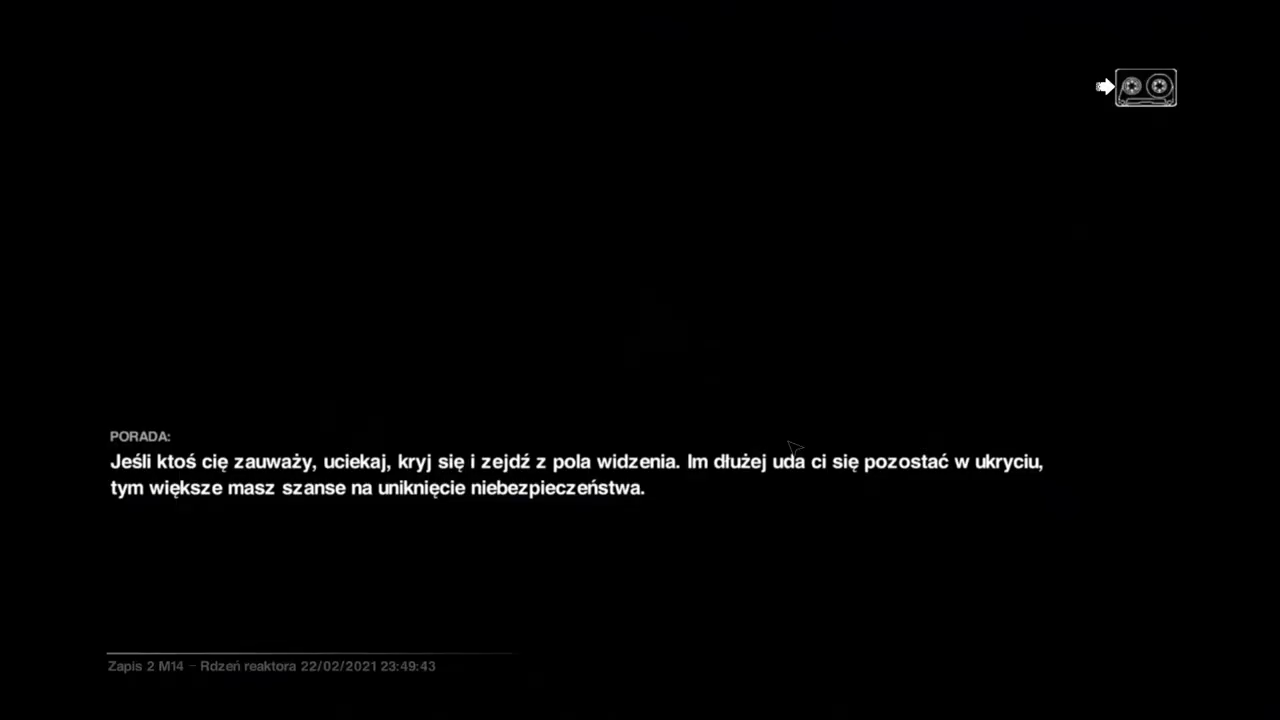 PORADA:
Jeśli ktoś cię zauważy, uciekaj, kryj się i zejdź z pola widzenia. Im dłużej uda ci się pozostać w ukryciu,
tym większe masz szanse na uniknięcie niebezpieczeństwa.
Zapis 2 M14 – Rdzeń reaktora 22/02/2021 23:49:43